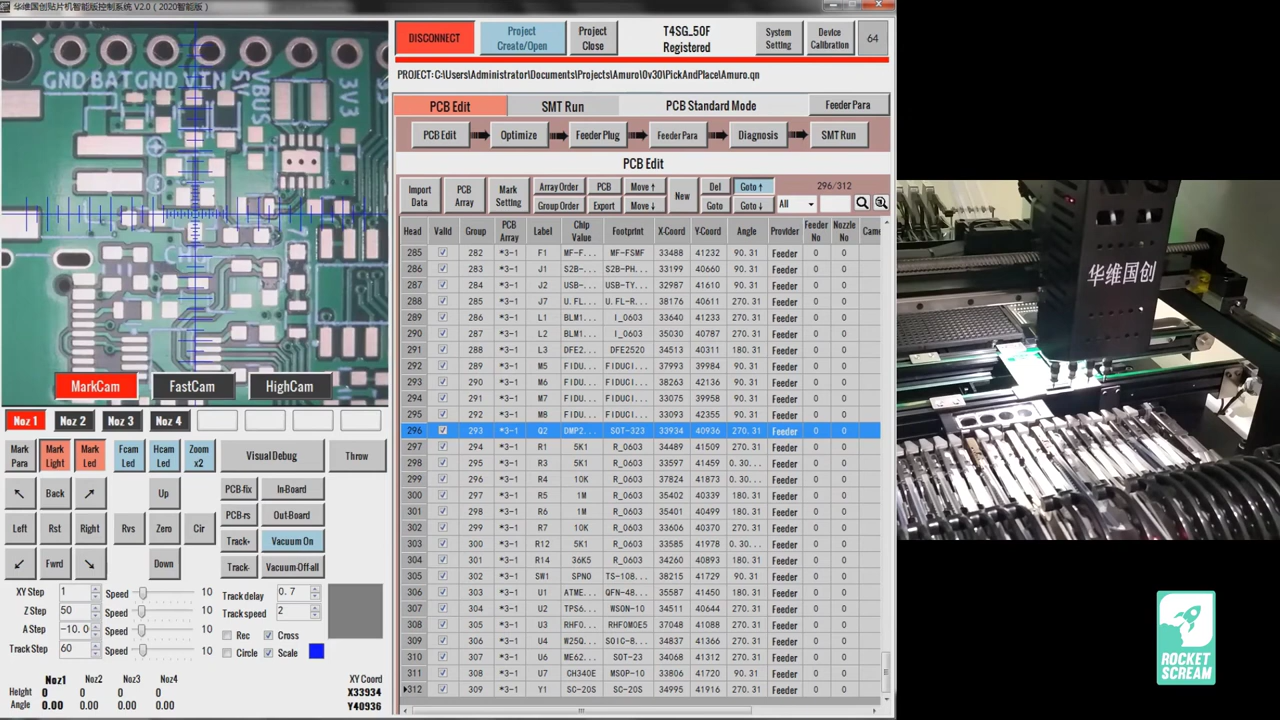 华维国创贴片机智能版控制系统 V2.0（2020智能版）
GND BAT GND VIN 5V VBUS 3V3
MarkCam FastCam HighCam
Noz 1 Noz 2 Noz 3 Noz 4
Mark Para Mark Light Mark Led Fcam Led Hcam Led Zoom x2 Visual Debug Throw
↖ Back ↗ Up PCB-fix In-Board
Left Rst Right Rvs Zero Cir PCB-rs Out-Board
Track+ Vacuum On
↙ Fwrd ↘ Down Track- Vacuum-Off-all
XY Step 1 Speed 10 Track delay 0.7
Z Step 50 Speed 10 Track speed 2
A Step -10.0 Speed 10 Rec Cross
Track Step 60 Speed 10 Circle Scale
Noz1 Noz2 Noz3 Noz4 XY Coord
Height 0 0.00 0.00 0.00 X33934
Angle 0.00 0.00 0.00 0.00 Y40936
DISCONNECT Project Create/Open Project Close T4SG_50F Registered System Setting Device Calibration 64
PROJECT: C:\Users\Administrator\Documents\Projects\Amuro\0v30\PickAndPlace\Amuro.qn
PCB Edit SMT Run PCB Standard Mode Feeder Para
PCB Edit Optimize Feeder Plug Feeder Para Diagnosis SMT Run
PCB Edit
Import Data PCB Array Mark Setting Array Order PCB Move ↑ New Del Goto ↑ 296/312
Group Order Export Move ↓ Goto Goto ↓ All
Head Valid Group PCB Array Label Chip Value Footprint X-Coord Y-Coord Angle Provider Feeder No Nozzle No Came
285 282 *3-1 F1 MF-F... MF-FSMF 33488 41232 90.31 Feeder 0 0
286 283 *3-1 J1 S2B-... S2B-PH... 33199 40660 90.31 Feeder 0 0
287 284 *3-1 J2 USB-... USB-TY... 32987 41610 90.31 Feeder 0 0
288 285 *3-1 J7 U.FL... U.FL-R... 38176 40611 270.31 Feeder 0 0
289 286 *3-1 L1 BLM1... I_0603 33640 41233 270.31 Feeder 0 0
290 287 *3-1 L2 BLM1... I_0603 35030 40787 270.31 Feeder 0 0
291 288 *3-1 L3 DFE2... DFE2520 34513 40311 180.31 Feeder 0 0
292 289 *3-1 M5 FIDU... FIDUCI... 37993 39984 90.31 Feeder 0 0
293 290 *3-1 M6 FIDU... FIDUCI... 38263 42136 90.31 Feeder 0 0
294 291 *3-1 M7 FIDU... FIDUCI... 33075 39958 90.31 Feeder 0 0
295 292 *3-1 M8 FIDU... FIDUCI... 33093 42355 90.31 Feeder 0 0
296 293 *3-1 Q2 DMP2... SOT-323 33934 40936 270.31 Feeder 0 0
297 294 *3-1 R1 5K1 R_0603 34489 41509 270.31 Feeder 0 0
298 295 *3-1 R3 5K1 R_0603 33597 41459 0.30... Feeder 0 0
299 296 *3-1 R4 10K R_0603 37824 41873 0.30... Feeder 0 0
300 297 *3-1 R5 1M R_0603 35402 40339 180.31 Feeder 0 0
301 298 *3-1 R6 1M R_0603 35401 40499 180.31 Feeder 0 0
302 299 *3-1 R7 10K R_0603 33606 40370 270.31 Feeder 0 0
303 300 *3-1 R12 5K1 R_0603 33585 41978 0.30... Feeder 0 0
304 301 *3-1 R14 36K5 R_0603 34260 40893 180.31 Feeder 0 0
305 302 *3-1 SW1 SPNO TS-108... 38215 41729 90.31 Feeder 0 0
306 303 *3-1 U1 ATME... QFN-48... 35587 41450 180.31 Feeder 0 0
307 304 *3-1 U2 TPS6... WSON-10 34511 40644 270.31 Feeder 0 0
308 305 *3-1 U3 RHFO... RHFOMOE5 37048 41088 270.31 Feeder 0 0
309 306 *3-1 U4 W25Q... SOIC-8... 34837 41366 270.31 Feeder 0 0
310 307 *3-1 U6 ME62... SOT-23 34068 41312 270.31 Feeder 0 0
311 308 *3-1 U7 CH340E MSOP-10 33808 41655 90.31 Feeder 0 0
312 309 *3-1 Y1 SC-20S SC-20S 34995 41916 270.31 Feeder 0 0
华维国创
ROCKET
SCREAM